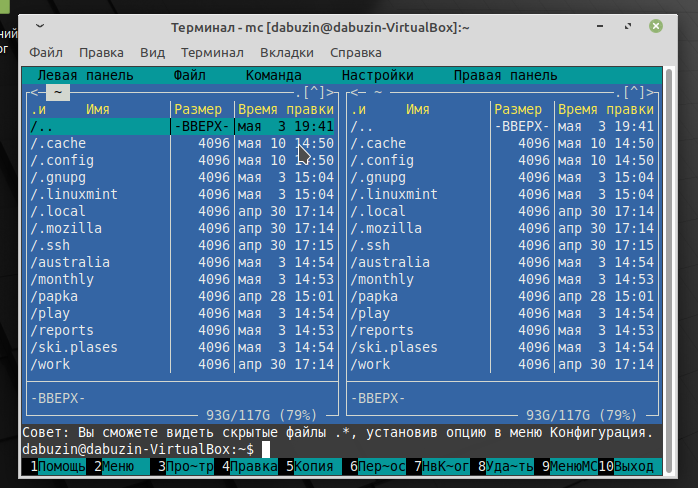 ний
ог
Терминал - mc [dabuzin@dabuzin-VirtualBox]:~
Файл Правка Вид Терминал Вкладки Справка
Левая панель Файл Команда Настройки Правая панель
<─ ~ ─.[^]> <─ ~ ─.[^]>
.и Имя Размер Время правки .и Имя Размер Время правки
/.. -ВВЕРХ- мая 3 19:41 /.. -ВВЕРХ- мая 3 19:41
/.cache 4096 мая 10 14:50 /.cache 4096 мая 10 14:50
/.config 4096 мая 10 14:50 /.config 4096 мая 10 14:50
/.gnupg 4096 мая 3 15:04 /.gnupg 4096 мая 3 15:04
/.linuxmint 4096 мая 3 15:04 /.linuxmint 4096 мая 3 15:04
/.local 4096 апр 30 17:14 /.local 4096 апр 30 17:14
/.mozilla 4096 апр 30 17:14 /.mozilla 4096 апр 30 17:14
/.ssh 4096 апр 30 17:15 /.ssh 4096 апр 30 17:15
/australia 4096 мая 3 14:54 /australia 4096 мая 3 14:54
/monthly 4096 мая 3 14:53 /monthly 4096 мая 3 14:53
/papka 4096 апр 28 15:01 /papka 4096 апр 28 15:01
/play 4096 мая 3 14:54 /play 4096 мая 3 14:54
/reports 4096 мая 3 14:53 /reports 4096 мая 3 14:53
/ski.plases 4096 мая 3 14:54 /ski.plases 4096 мая 3 14:54
/work 4096 апр 30 17:14 /work 4096 апр 30 17:14
-ВВЕРХ- -ВВЕРХ-
93G/117G (79%) 93G/117G (79%)
Совет: Вы сможете видеть скрытые файлы .*, установив опцию в меню Конфигурация.
dabuzin@dabuzin-VirtualBox:~$
1Помощь 2Меню 3Про~тр 4Правка 5Копия 6Пер~ос 7НвК~ог 8Уда~ть 9МенюMC 10Выход